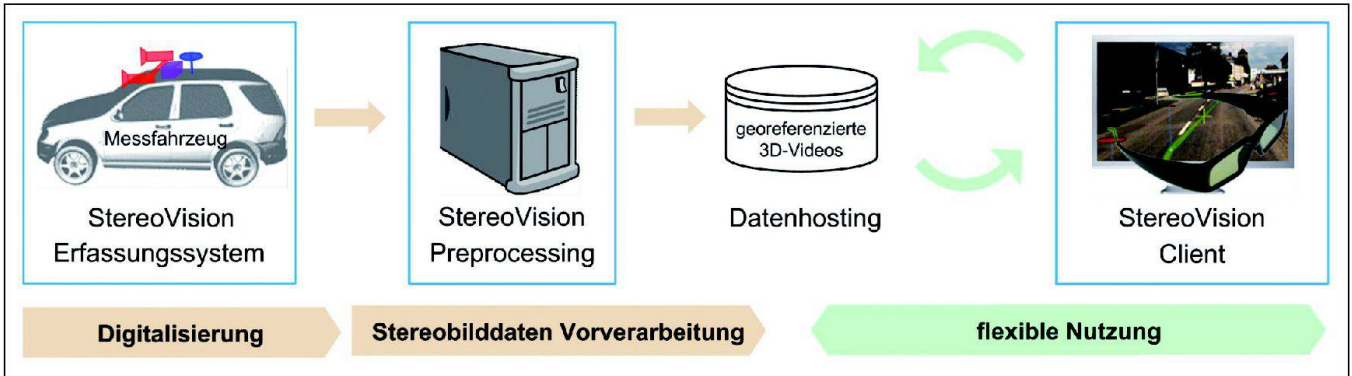 Messfahrzeug
StereoVision
Erfassungssystem
StereoVision
Preprocessing
georeferenzierte
3D-Videos
Datenhosting
StereoVision
Client
Digitalisierung
Stereobilddaten Vorverarbeitung
flexible Nutzung